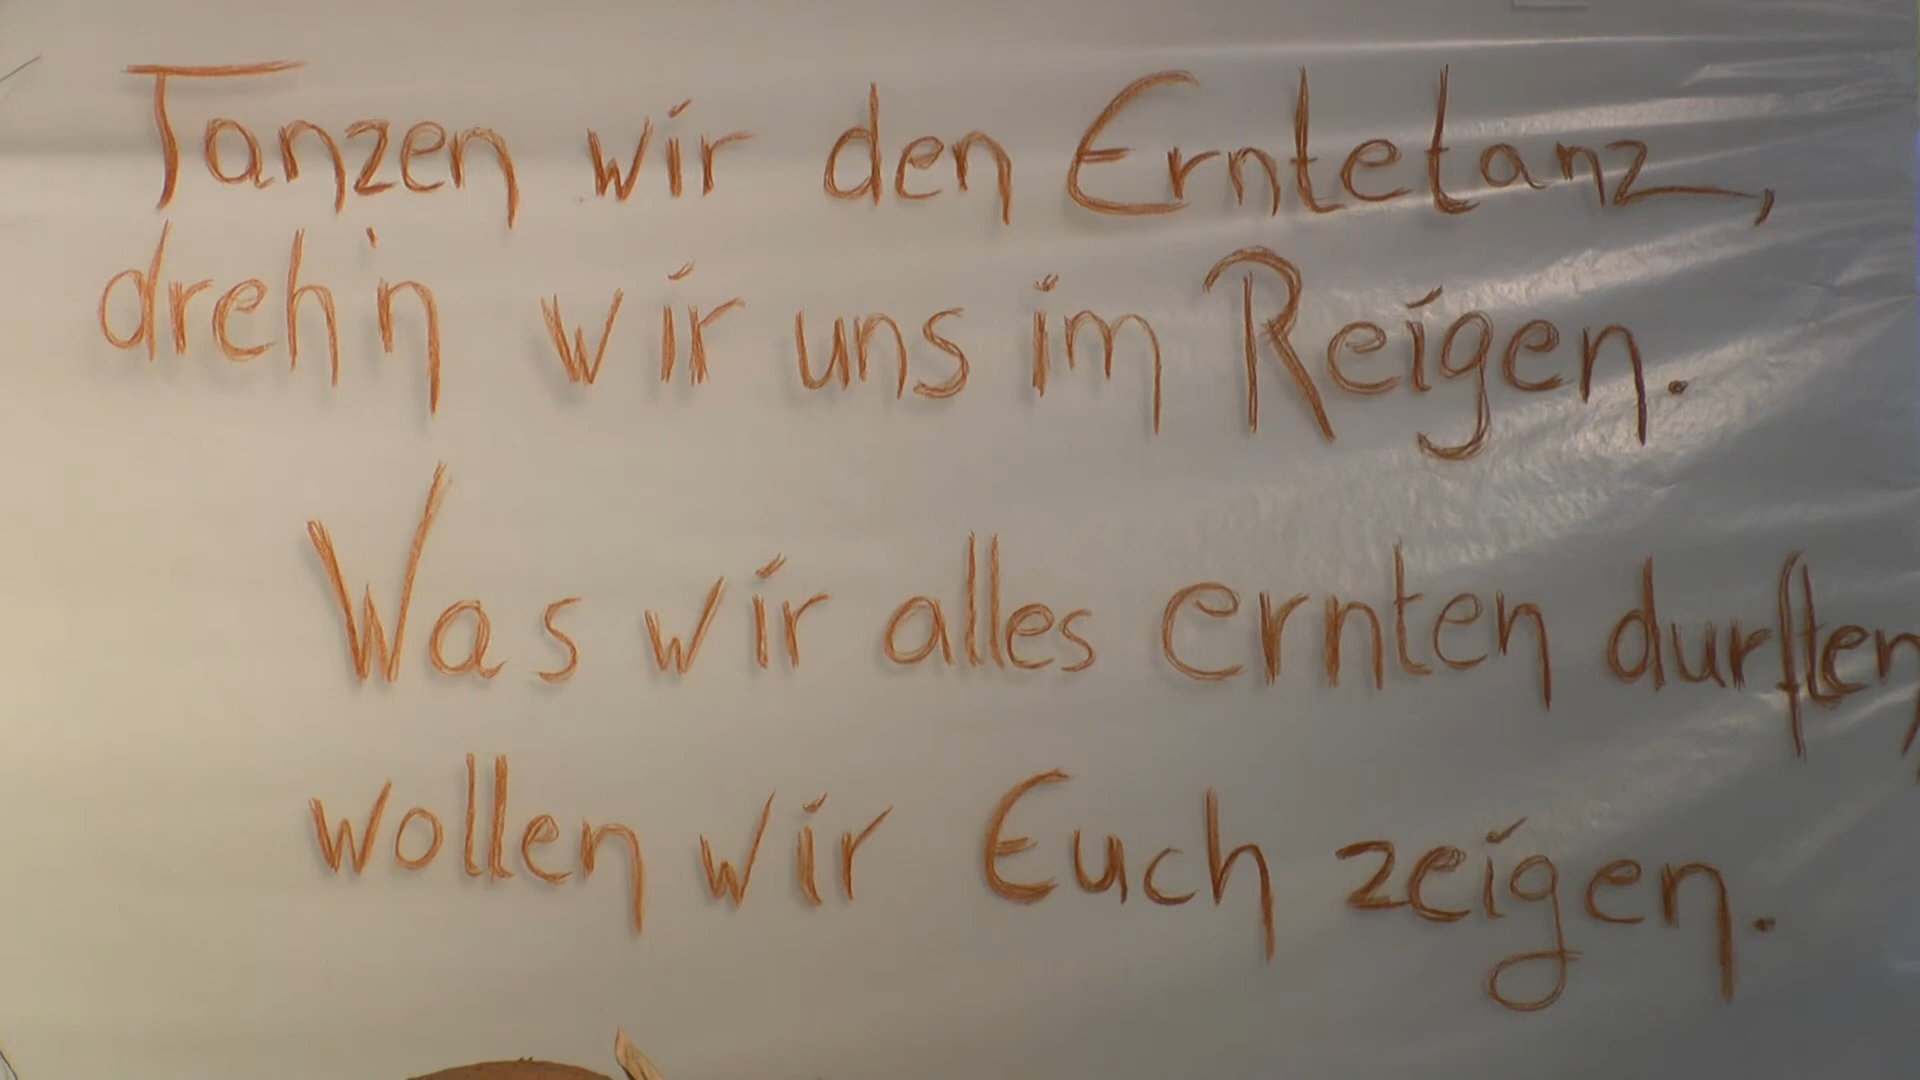 Tanzen wir den Erntetanz,
dreh'n wir uns im Reigen.
Was wir alles ernten durften
wollen wir Euch zeigen.